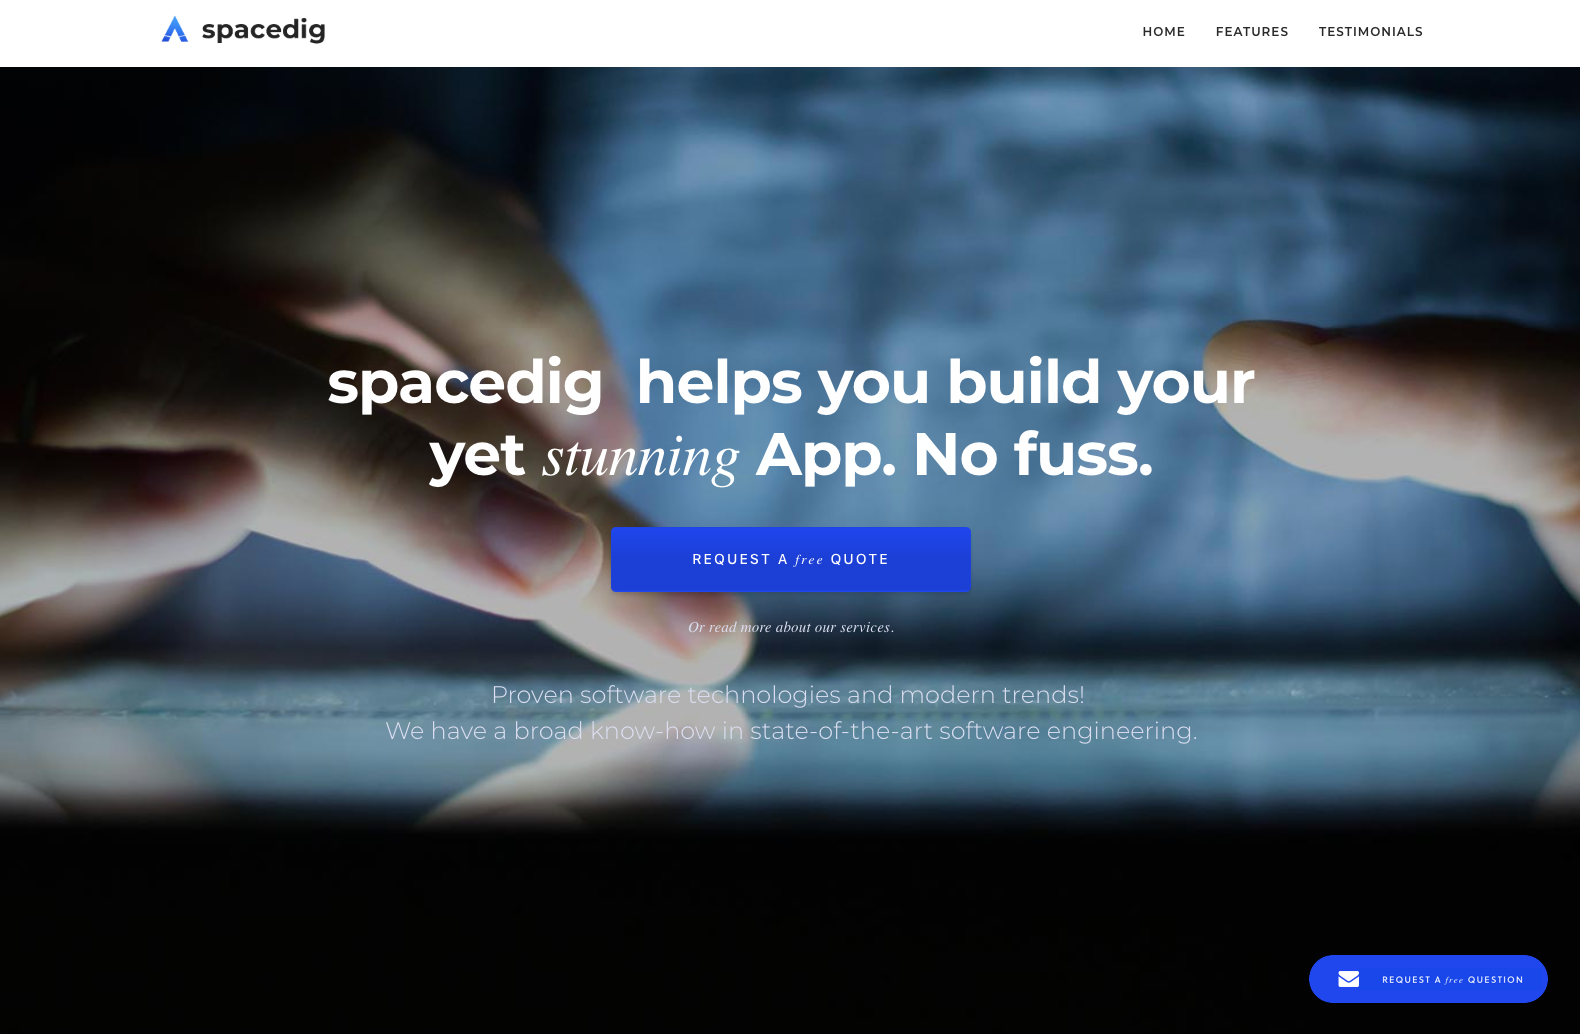 spacedig
HOME FEATURES TESTIMONIALS
spacedig helps you build your
yet stunning App. No fuss.
REQUEST A free QUOTE
Or read more about our services.
Proven software technologies and modern trends!
We have a broad know-how in state-of-the-art software engineering.
REQUEST A free QUESTION